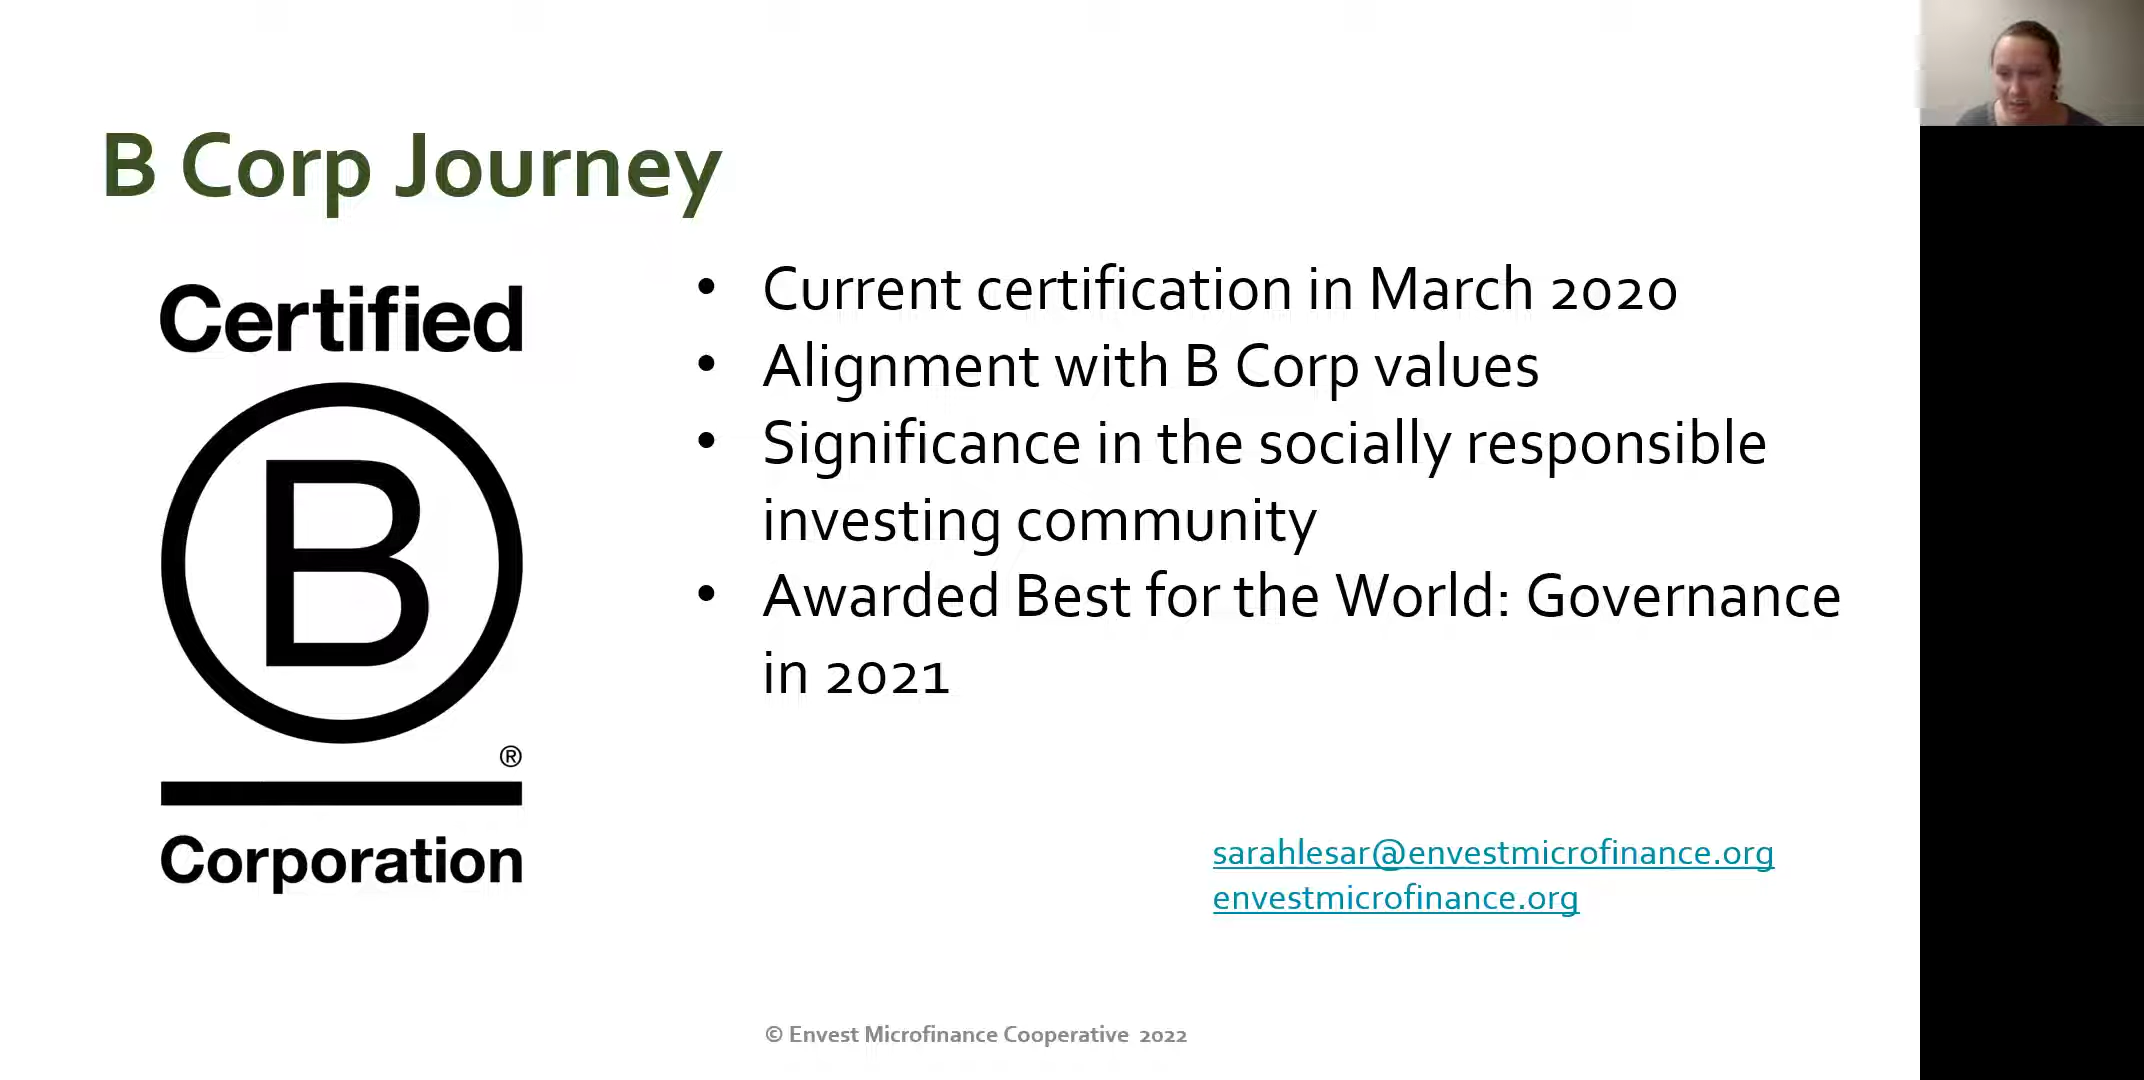 B Corp Journey
Certified
B
®
Corporation
• Current certification in March 2020
• Alignment with B Corp values
• Significance in the socially responsible
investing community
• Awarded Best for the World: Governance
in 2021
sarahlesar@envestmicrofinance.org
envestmicrofinance.org
© Envest Microfinance Cooperative 2022